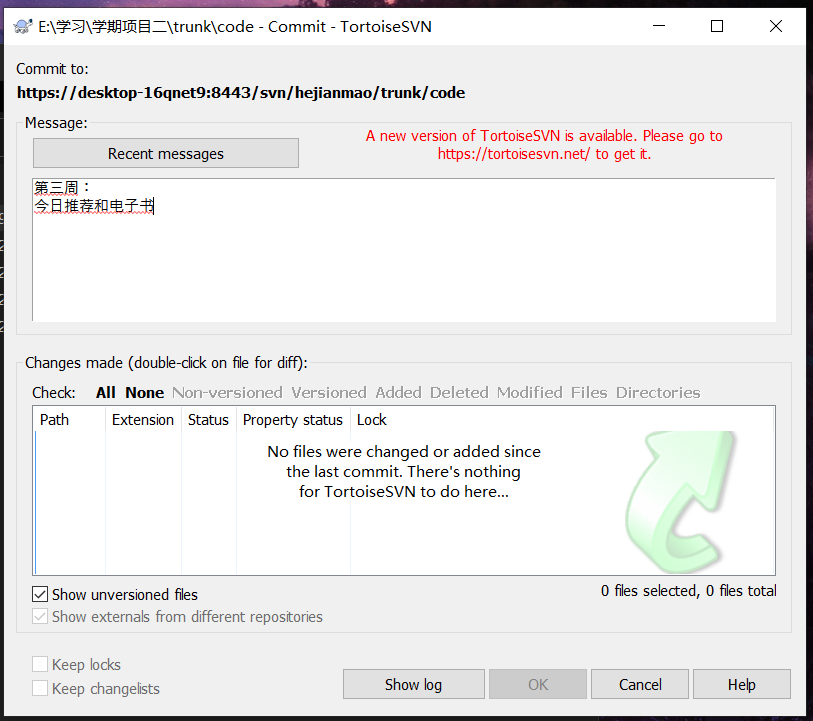 E:\学习\学期项目二\trunk\code - Commit - TortoiseSVN
Commit to:
https://desktop-16qnet9:8443/svn/hejianmao/trunk/code
Message:
Recent messages
A new version of TortoiseSVN is available. Please go to
https://tortoisesvn.net/ to get it.
第三周：
今日推荐和电子书
Changes made (double-click on file for diff):
Check: All None Non-versioned Versioned Added Deleted Modified Files Directories
Path Extension Status Property status Lock
No files were changed or added since
the last commit. There's nothing
for TortoiseSVN to do here...
Show unversioned files
0 files selected, 0 files total
Show externals from different repositories
Keep locks
Keep changelists
Show log OK Cancel Help